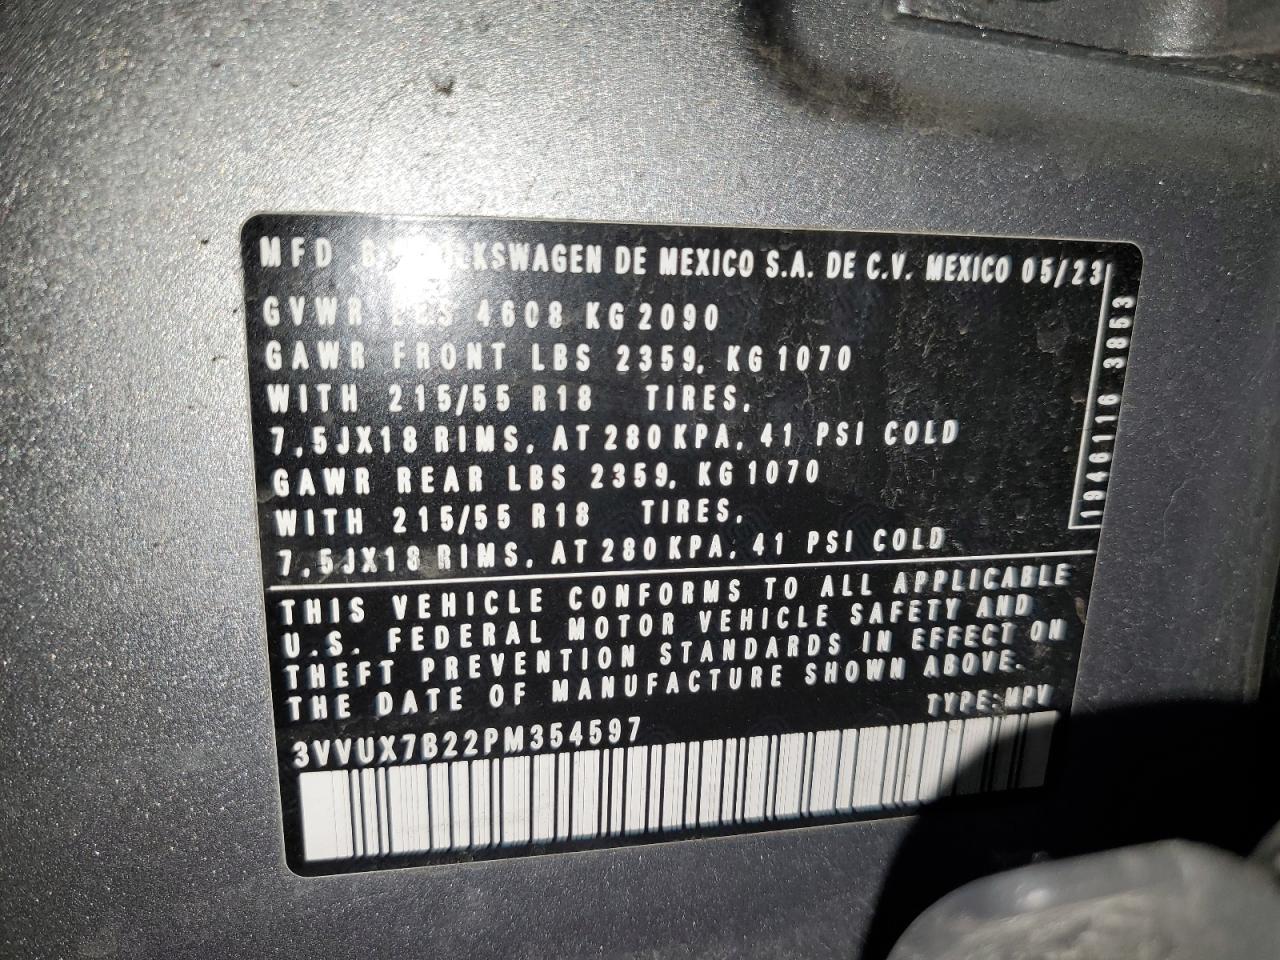 MFD KSWAGEN DE MEXICO S.A. DE C.V. MEXICO 05/23
GVWR 4608 KG 2090
GAWR FRONT LBS 2359, KG 1070
WITH 215/55 R18 TIRES,
7,5JX18 RIMS, AT 280 KPA, 41 PSI COLD
GAWR REAR LBS 2359, KG 1070
WITH 215/55 R18 TIRES,
7,5JX18 RIMS, AT 280 KPA, 41 PSI COLD
1946116 3853
THIS VEHICLE CONFORMS TO ALL APPLICABLE
U.S. FEDERAL MOTOR VEHICLE SAFETY AND
THEFT PREVENTION STANDARDS IN EFFECT ON
THE DATE OF MANUFACTURE SHOWN ABOVE.
TYPE: MPV
3VVUX7B22PM354597